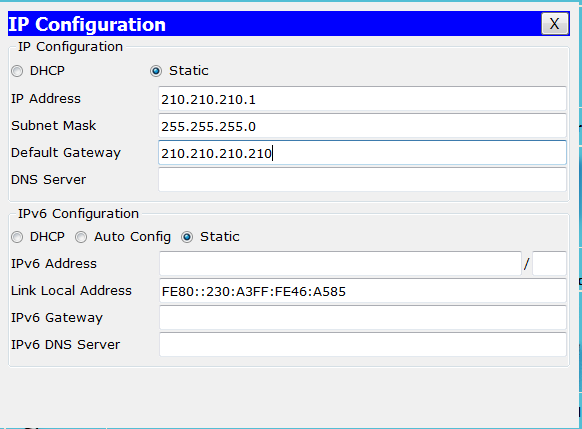 IP Configuration X
IP Configuration
DHCP Static
IP Address 210.210.210.1
Subnet Mask 255.255.255.0
Default Gateway 210.210.210.210
DNS Server
IPv6 Configuration
DHCP Auto Config Static
IPv6 Address /
Link Local Address FE80::230:A3FF:FE46:A585
IPv6 Gateway
IPv6 DNS Server